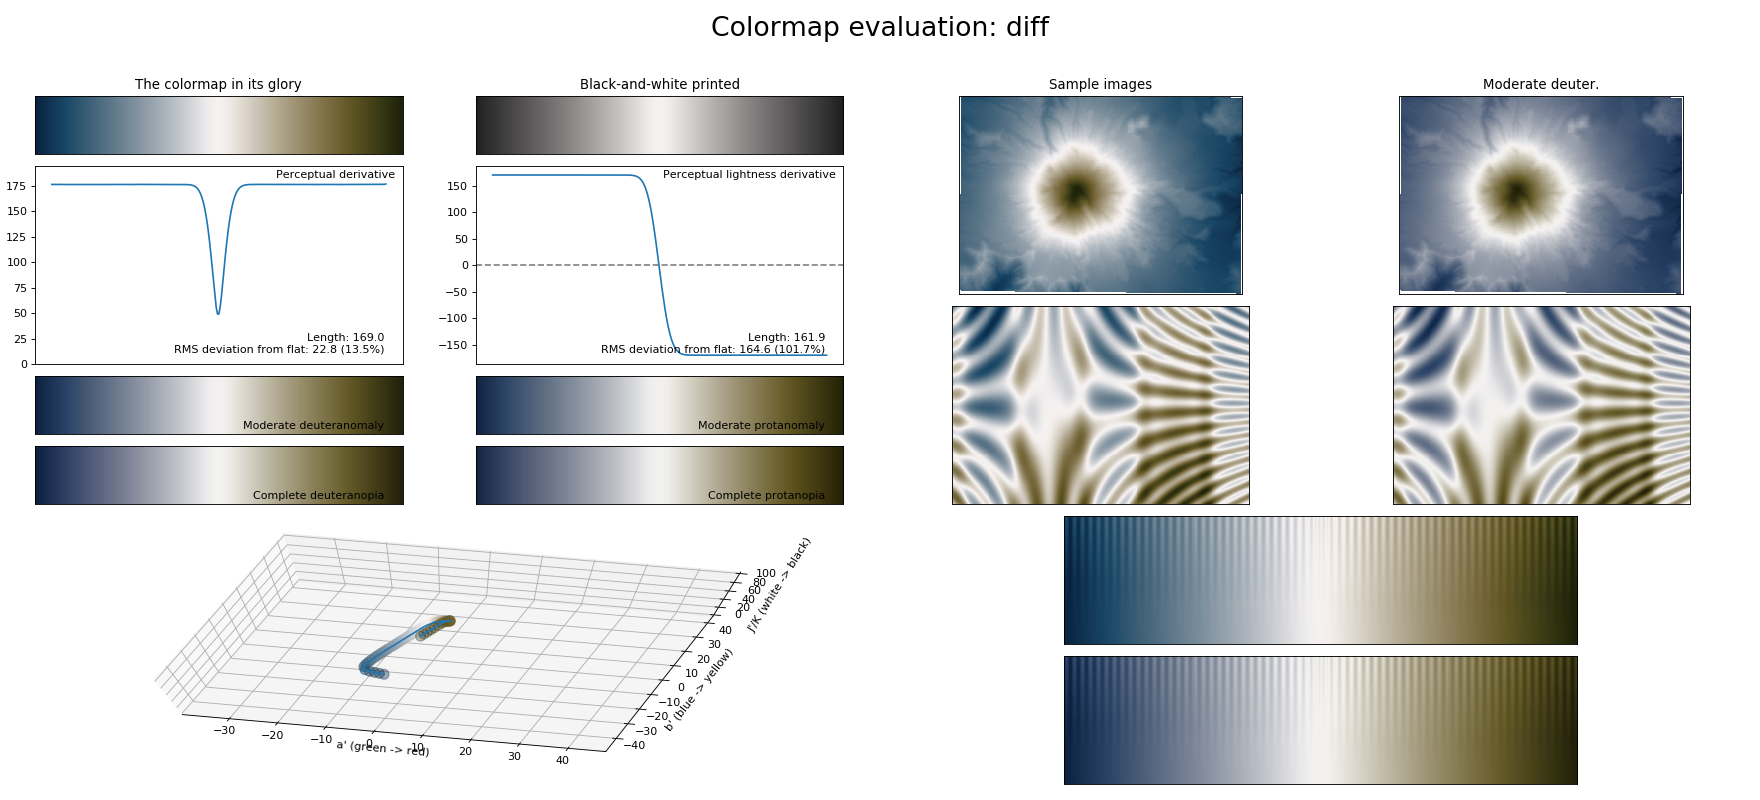 Colormap evaluation: diff
The colormap in its glory
Black-and-white printed
Sample images
Moderate deuter.
Perceptual derivative
175
150
125
100
75
50
25
0
Length: 169.0
RMS deviation from flat: 22.8 (13.5%)
Perceptual lightness derivative
150
100
50
0
−50
−100
−150
Length: 161.9
RMS deviation from flat: 164.6 (101.7%)
Moderate deuteranomaly
Moderate protanomaly
Complete deuteranopia
Complete protanopia
−30
−20
−10
0
10
20
30
40
a' (green -> red)
−40
−30
−20
−10
0
10
20
30
40
b' (blue -> yellow)
0
20
40
60
80
100
J'/K (white -> black)